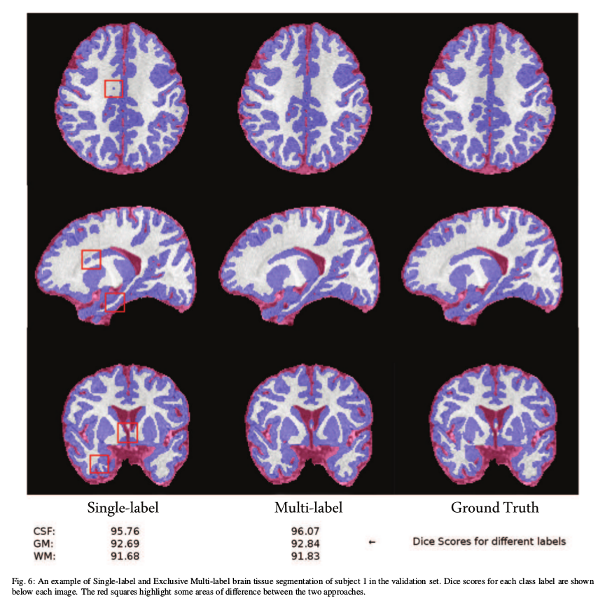 Single-label Multi-label Ground Truth
CSF: 95.76 96.07
GM: 92.69 92.84 ← Dice Scores for different labels
WM: 91.68 91.83
Fig. 6: An example of Single-label and Exclusive Multi-label brain tissue segmentation of subject 1 in the validation set. Dice scores for each class label are shown
below each image. The red squares highlight some areas of difference between the two approaches.